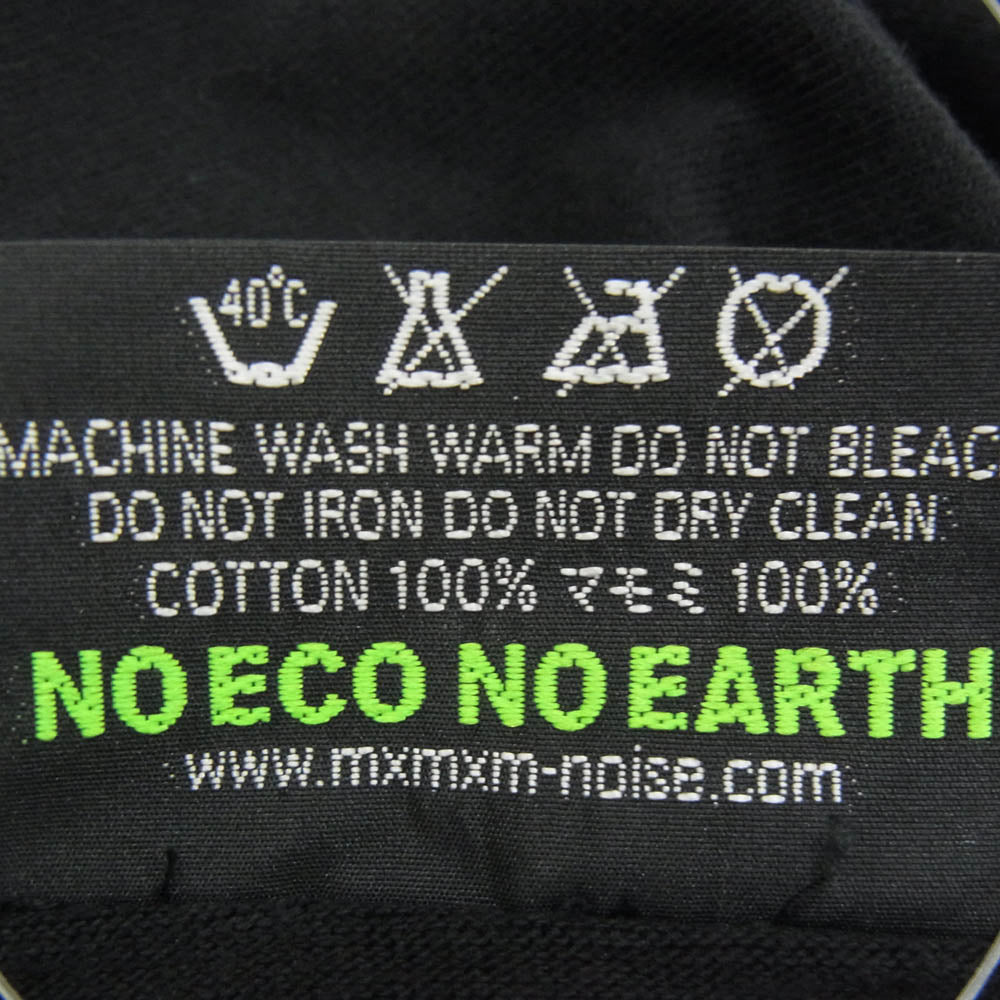 40°C
MACHINE WASH WARM DO NOT BLEAC
DO NOT IRON DO NOT DRY CLEAN
COTTON 100% マモミ 100%
NO ECO NO EARTH
www.mxmxm-noise.com